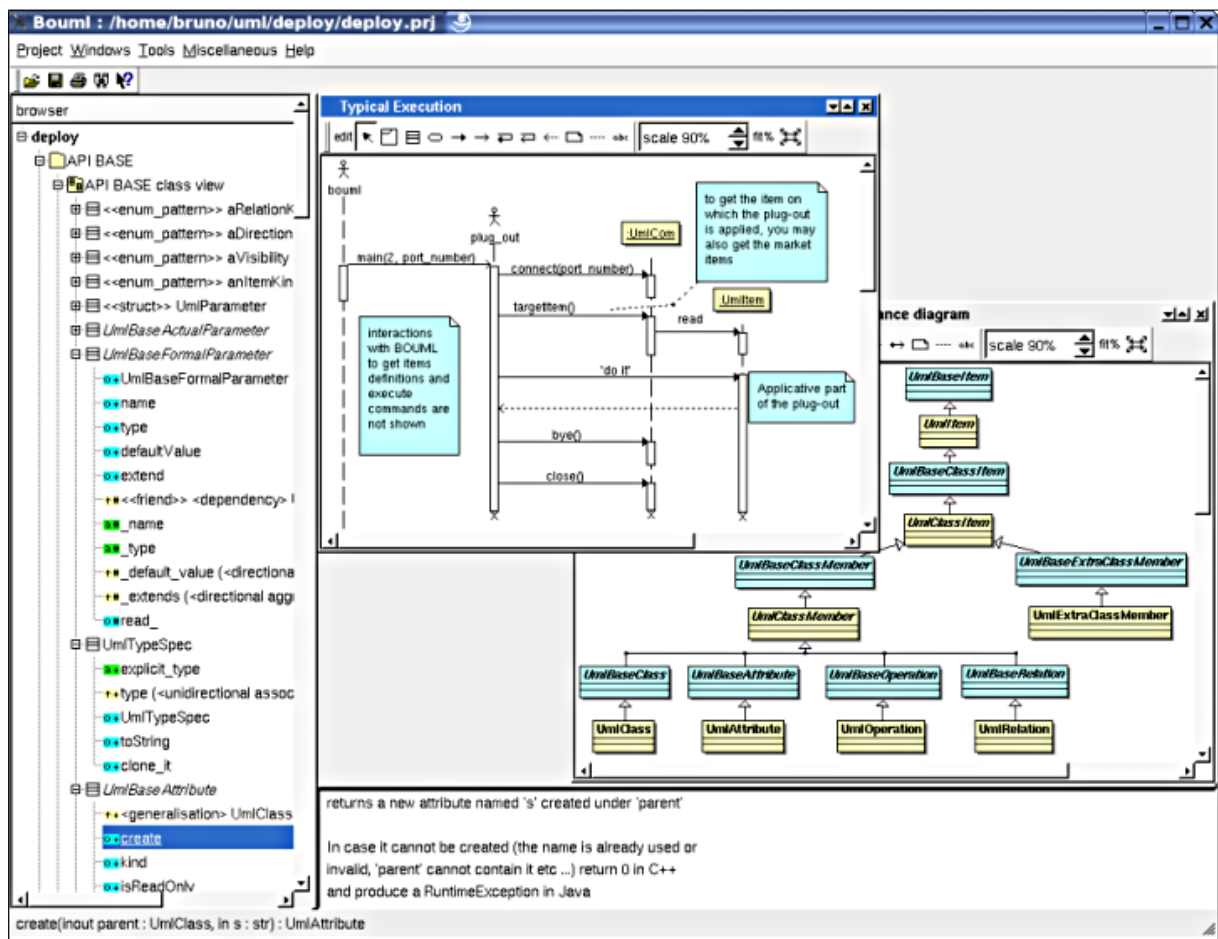 Bouml : /home/bruno/uml/deploy/deploy.prj
Project Windows Tools Miscellaneous Help
browser
deploy
API BASE
API BASE class view
<<enum_pattern>> aRelationK
<<enum_pattern>> aDirection
<<enum_pattern>> aVisibility
<<enum_pattern>> anItemKin
<<struct>> UmlParameter
UmlBaseActualParameter
UmlBaseFormalParameter
UmlBaseFormalParameter
name
type
defaultValue
extend
<<friend>> <dependency>
_name
_type
_default_value (<directiona
_extends (<directional agg
read_
UmlTypeSpec
explicit_type
type (<unidirectional assoc
UmlTypeSpec
toString
clone_it
UmlBaseAttribute
<generalisation> UmlClass
create
kind
isReadOnly
Typical Execution
edit
abc
scale 90%
fit%
bouml
plug_out
:UmlCom
to get the item on
which the plug-out
is applied, you may
also get the market
items
main(2, port_number)
connect(port_number)
:UmlItem
targetItem()
read
interactions
with BOUML
to get items
definitions and
execute
commands are
not shown
'do it'
Applicative part
of the plug-out
bye()
close()
ance diagram
abc
scale 90%
fit%
UmlBaseItem
UmlItem
UmlBaseClassItem
UmlClassItem
UmlBaseClassMember
UmlBaseExtraClassMember
UmlClassMember
UmlExtraClassMember
UmlBaseClass
UmlBaseAttribute
UmlBaseOperation
UmlBaseRelation
UmlClass
UmlAttribute
UmlOperation
UmlRelation
returns a new attribute named 's' created under 'parent'
In case it cannot be created (the name is already used or
invalid, 'parent' cannot contain it etc ...) return 0 in C++
and produce a RuntimeException in Java
create(inout parent : UmlClass, in s : str) : UmlAttribute